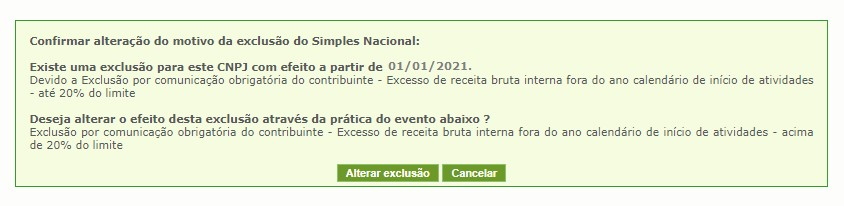 Confirmar alteração do motivo da exclusão do Simples Nacional:
Existe uma exclusão para este CNPJ com efeito a partir de 01/01/2021.
Devido a Exclusão por comunicação obrigatória do contribuinte - Excesso de receita bruta interna fora do ano calendário de início de atividades
- até 20% do limite
Deseja alterar o efeito desta exclusão através da prática do evento abaixo ?
Exclusão por comunicação obrigatória do contribuinte - Excesso de receita bruta interna fora do ano calendário de início de atividades - acima
de 20% do limite
Alterar exclusão Cancelar